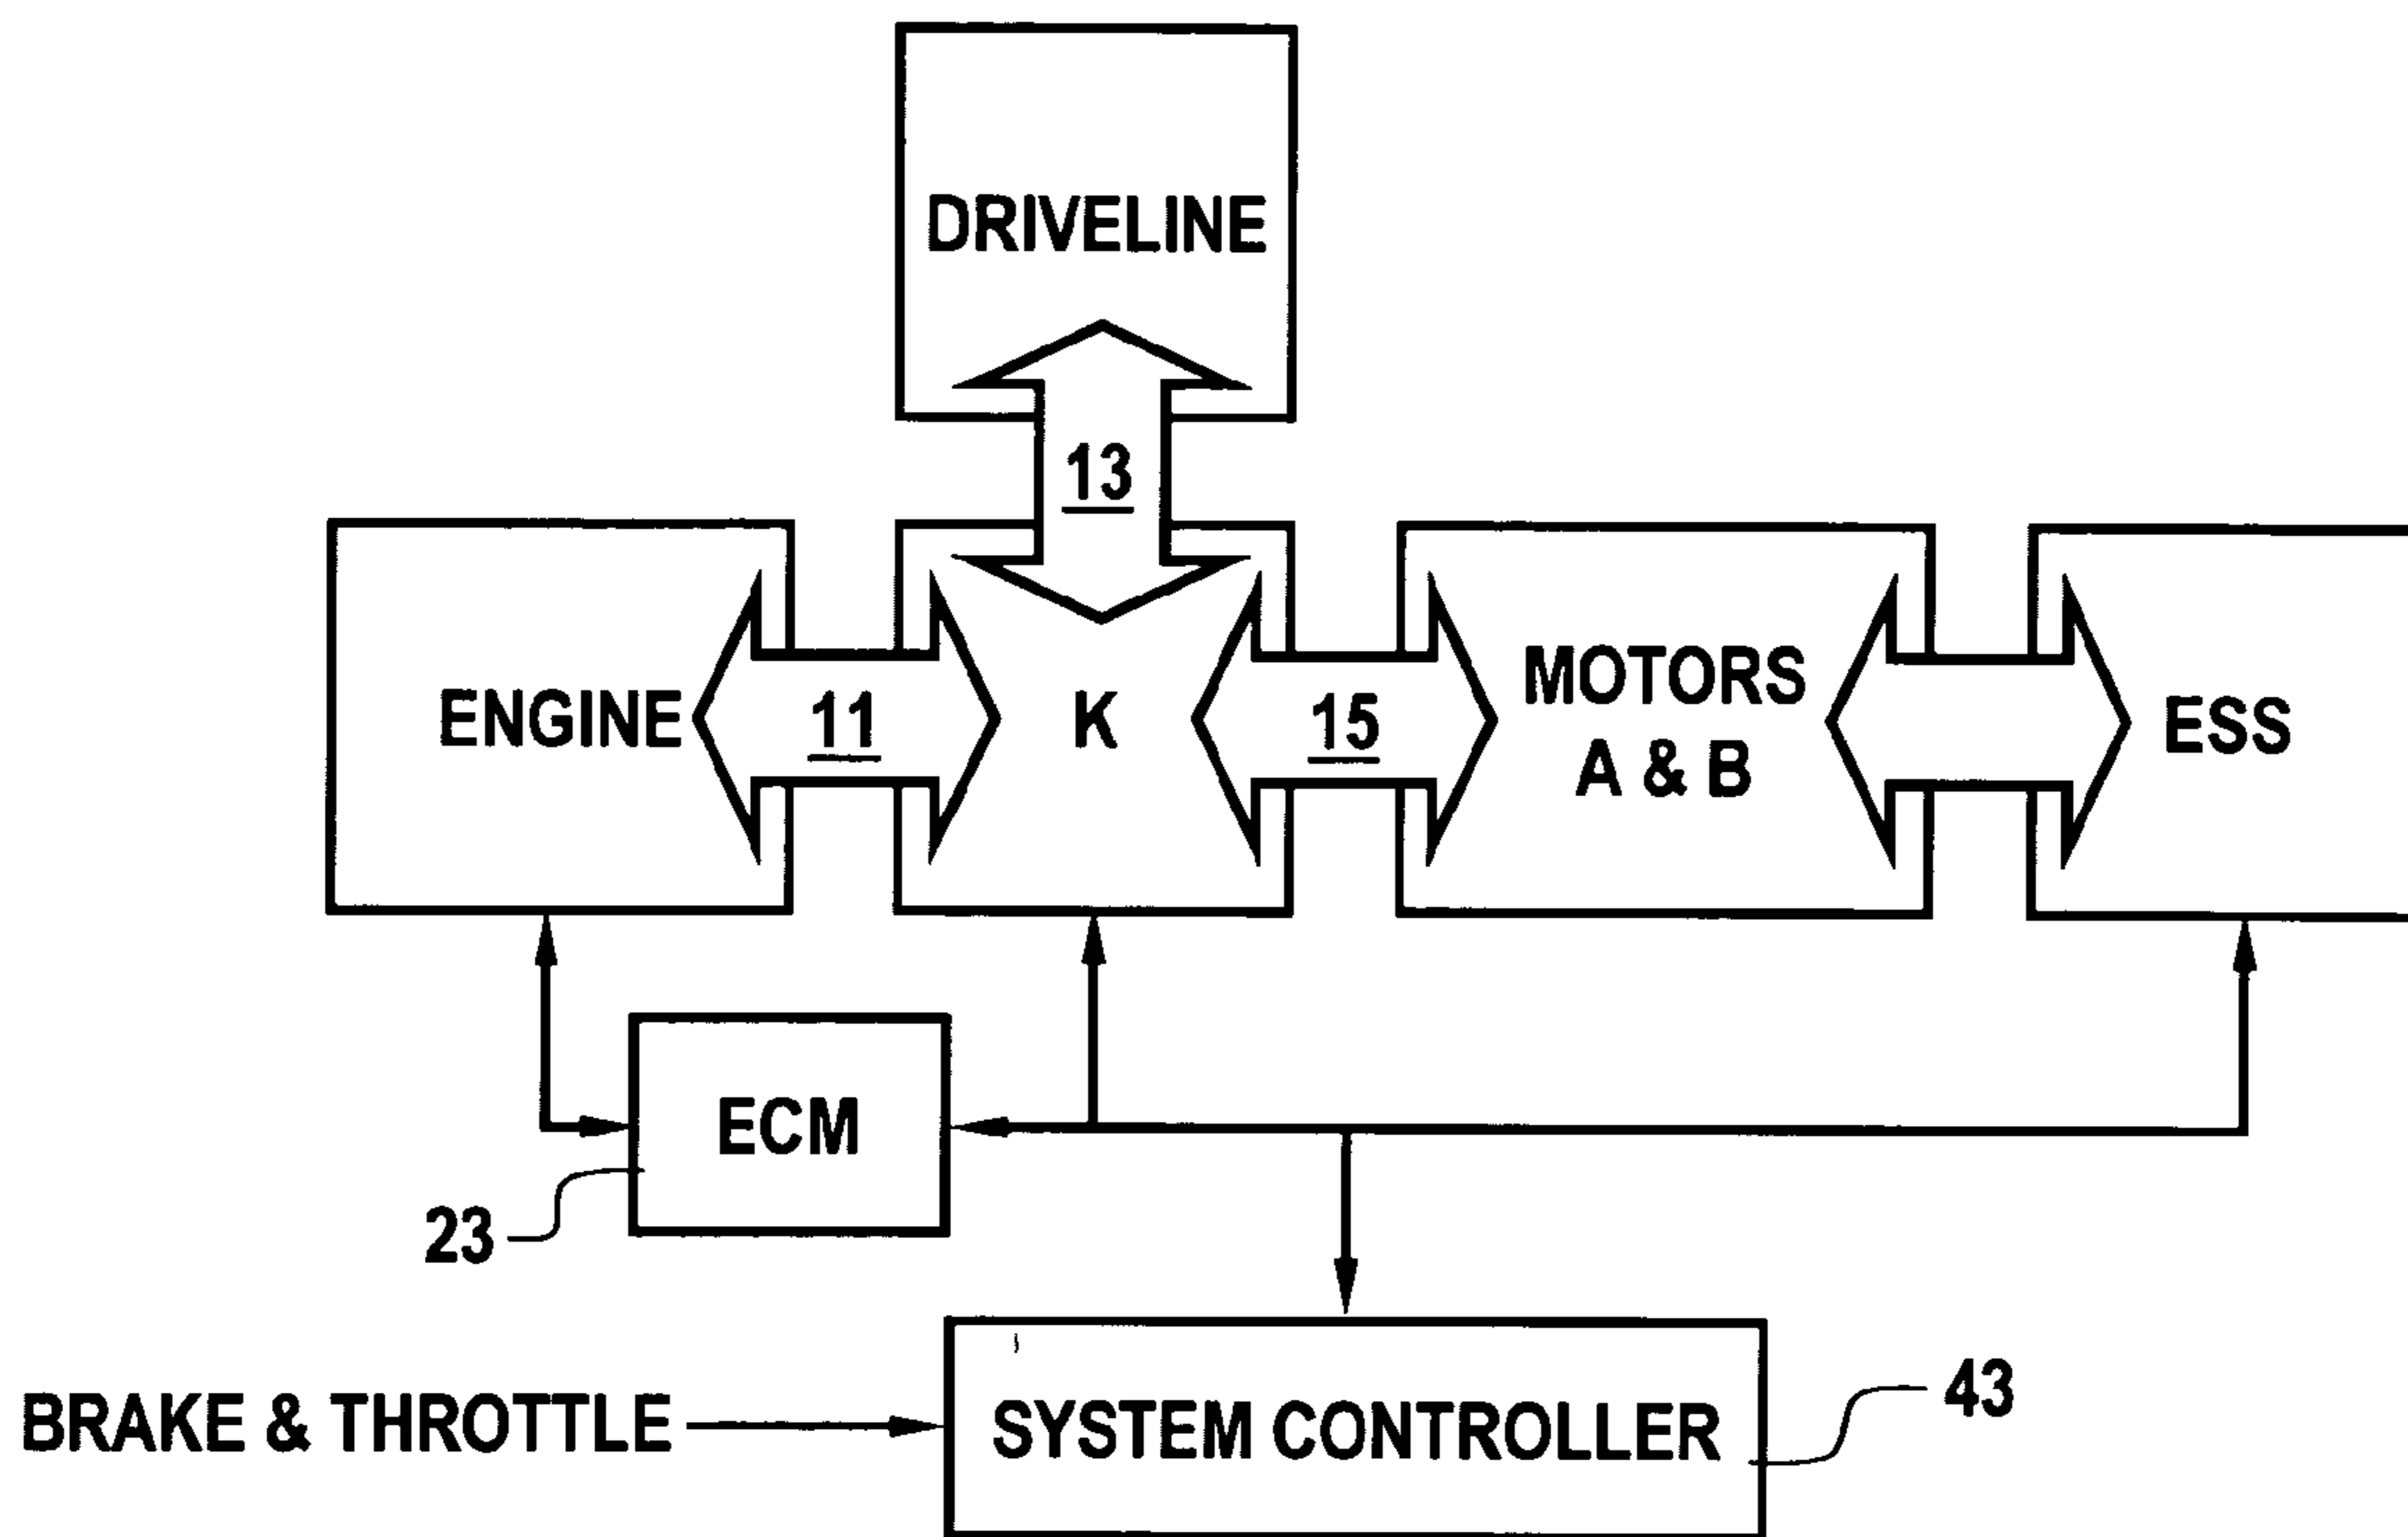 DRIVELINE
13
ENGINE
11
K
15
MOTORS
A & B
ESS
ECM
23
BRAKE & THROTTLE
SYSTEM CONTROLLER
43